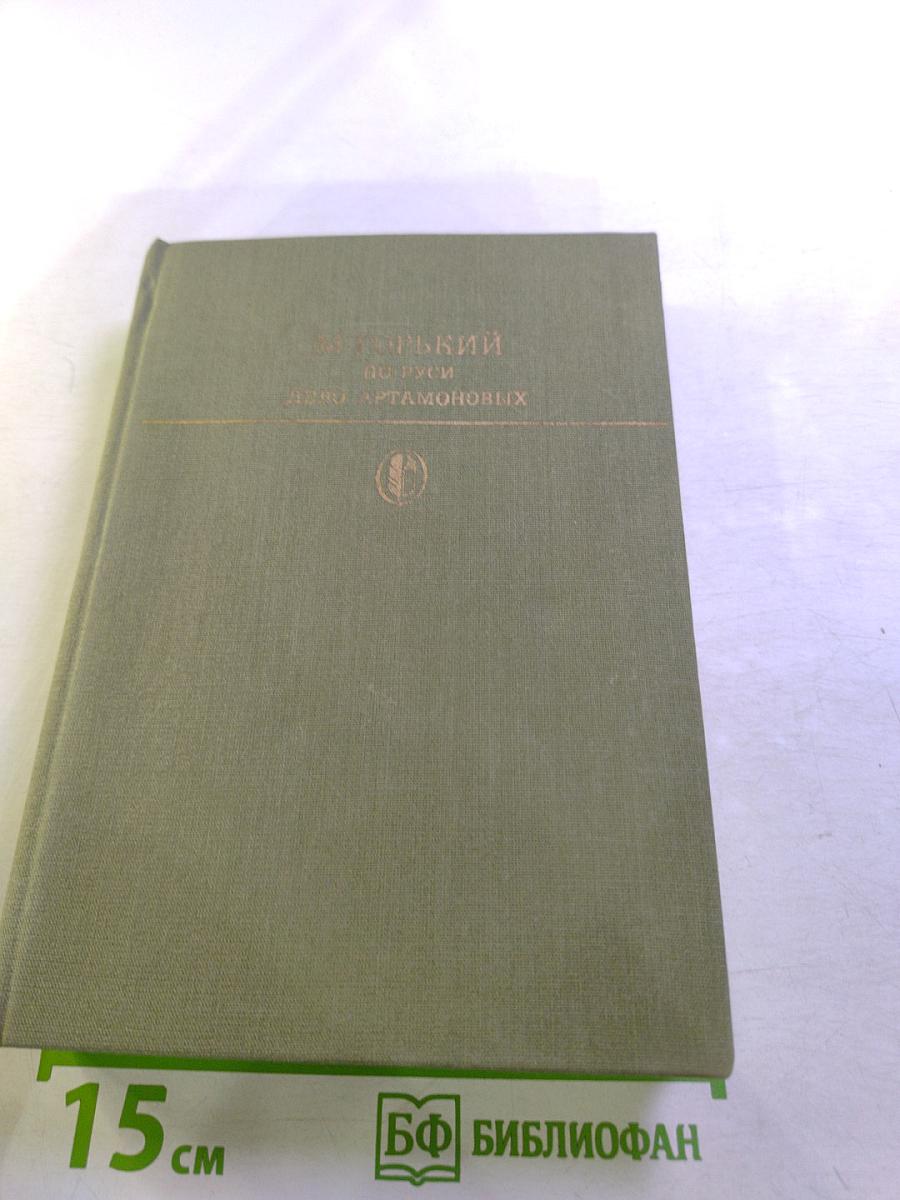 М. ГОРЬКИЙ
ПО РУСИ
ДЕЛО АРТАМОНОВЫХ
15 см
БФ БИБЛИОФАН